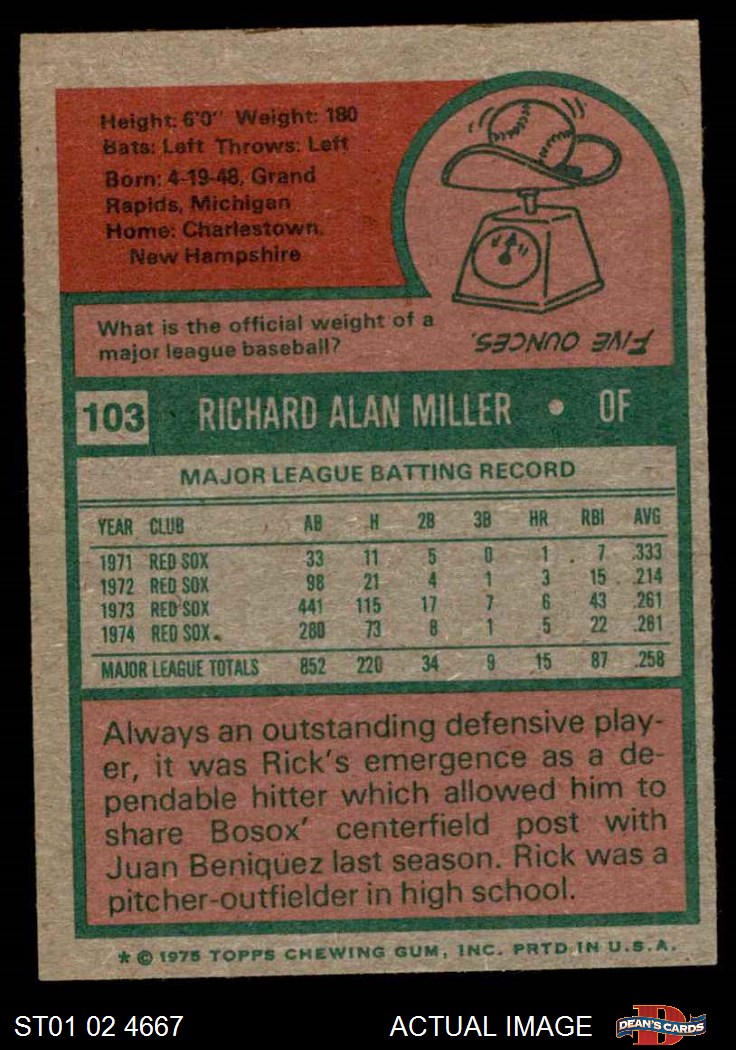 Height: 6'0" Weight: 180
Bats: Left Throws: Left
Born: 4-19-48, Grand
Rapids, Michigan
Home: Charlestown,
New Hampshire
What is the official weight of a
major league baseball?
FIVE OUNCES.
103 RICHARD ALAN MILLER • OF
MAJOR LEAGUE BATTING RECORD
YEAR CLUB AB H 2B 3B HR RBI AVG
1971 RED SOX 33 11 5 0 1 7 .333
1972 RED SOX 98 21 4 1 3 15 .214
1973 RED SOX 441 115 17 7 6 43 .261
1974 RED SOX 280 73 8 1 5 22 .261
MAJOR LEAGUE TOTALS 852 220 34 9 15 87 .258
Always an outstanding defensive play-
er, it was Rick's emergence as a de-
pendable hitter which allowed him to
share Bosox' centerfield post with
Juan Beniquez last season. Rick was a
pitcher-outfielder in high school.
* © 1975 TOPPS CHEWING GUM, INC. PRTD IN U.S.A.
ST01 02 4667 ACTUAL IMAGE DEAN'S CARDS